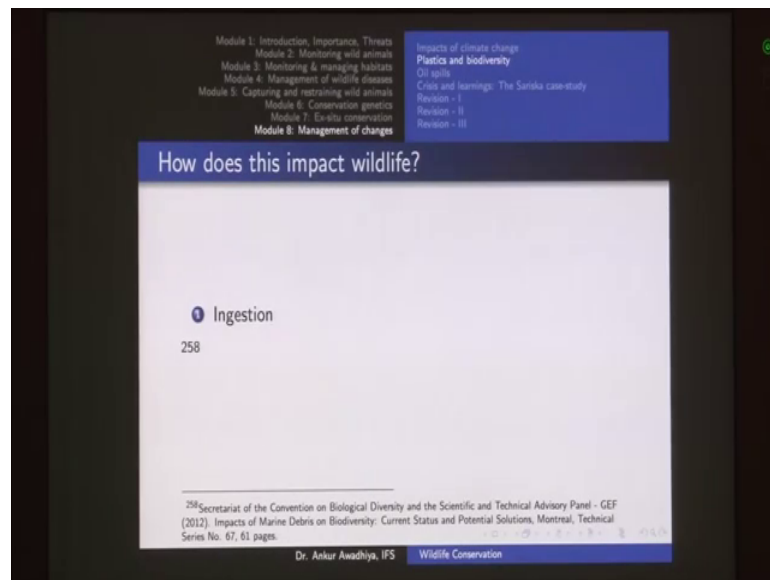 Module 1: Introduction, Importance, Threats
Module 2: Monitoring wild animals
Module 3: Monitoring & managing habitats
Module 4: Management of wildlife diseases
Module 5: Capturing and restraining wild animals
Module 6: Conservation genetics
Module 7: Ex-situ conservation
Module 8: Management of changes
Impacts of climate change
Plastics and biodiversity
Oil spills
Crisis and learnings: The Sariska case-study
Revision - I
Revision - II
Revision - III
How does this impact wildlife?
1 Ingestion
258
258Secretariat of the Convention on Biological Diversity and the Scientific and Technical Advisory Panel - GEF
(2012). Impacts of Marine Debris on Biodiversity: Current Status and Potential Solutions, Montreal, Technical
Series No. 67, 61 pages.
Dr. Ankur Awadhiya, IFS
Wildlife Conservation